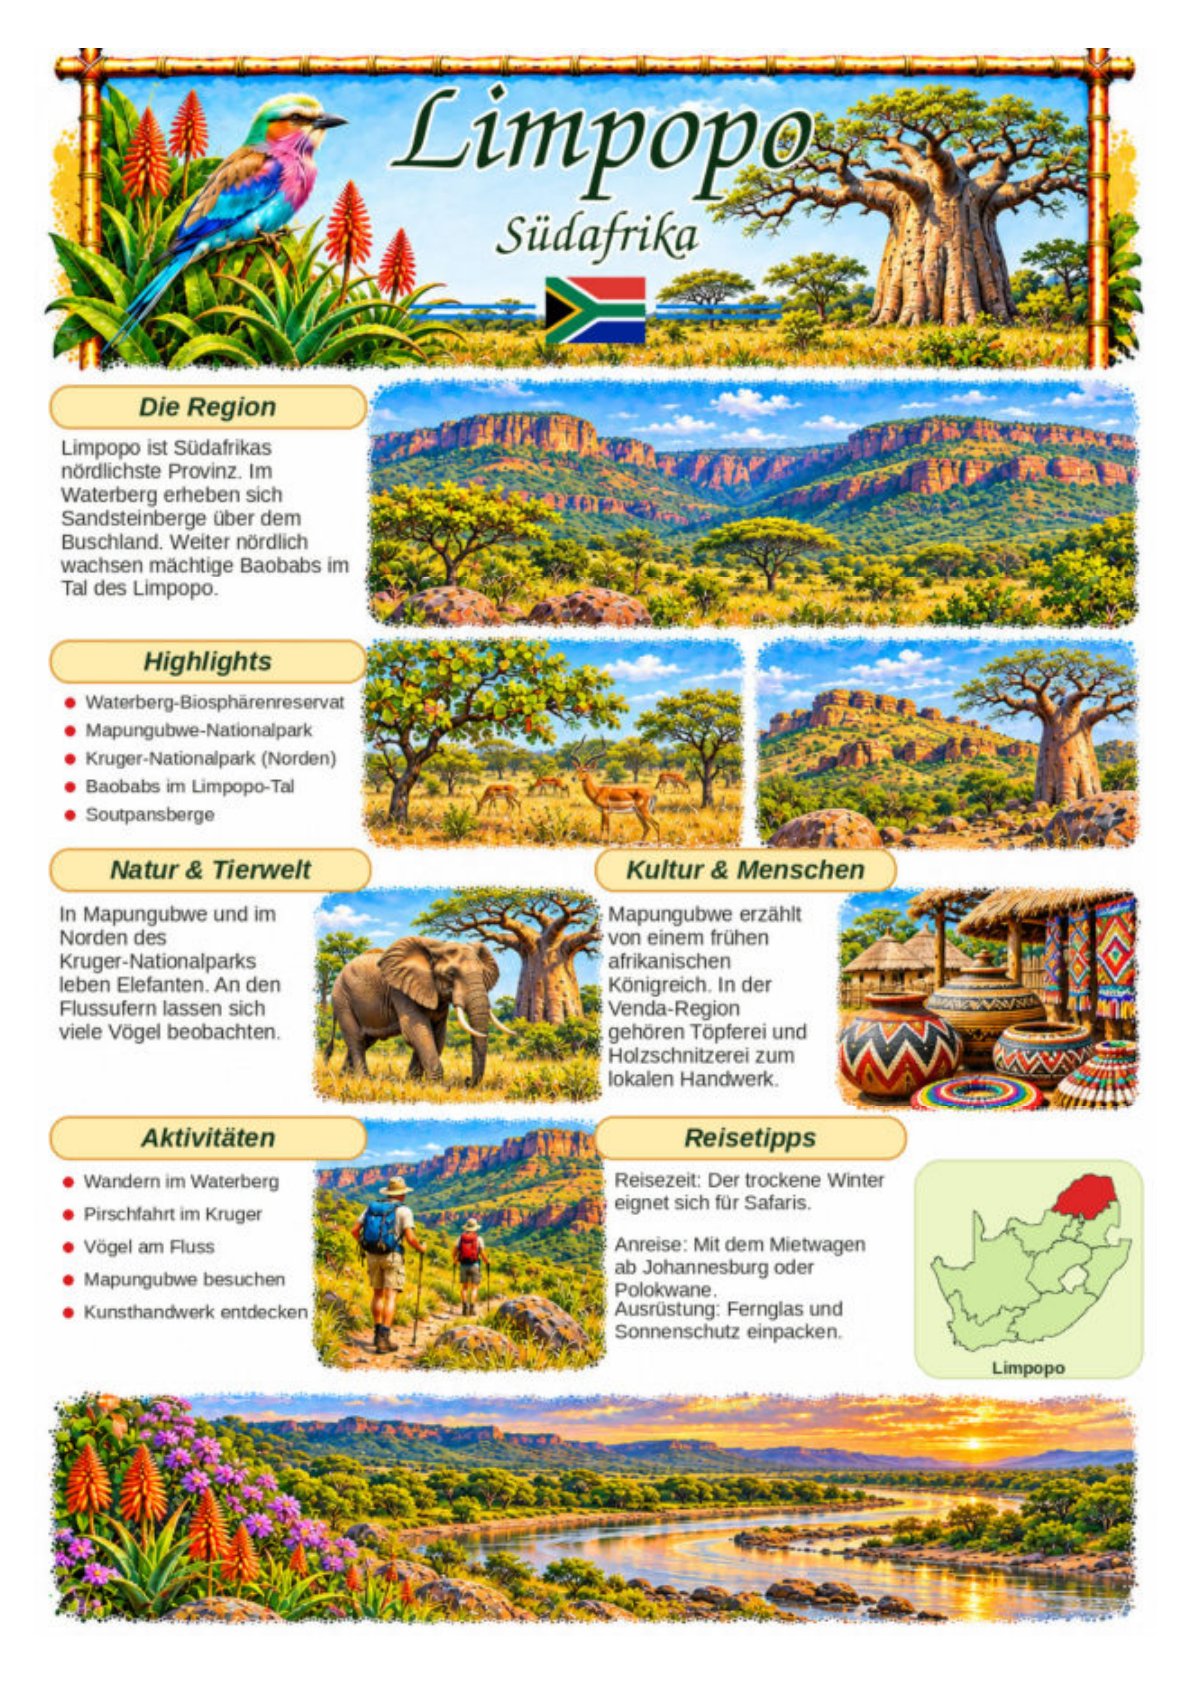 Limpopo
Südafrika
Die Region
Limpopo ist Südafrikas
nördlichste Provinz. Im
Waterberg erheben sich
Sandsteinberge über dem
Buschland. Weiter nördlich
wachsen mächtige Baobabs im
Tal des Limpopo.
Highlights
Waterberg-Biosphärenreservat
Mapungubwe-Nationalpark
Kruger-Nationalpark (Norden)
Baobabs im Limpopo-Tal
Soutpansberge
Natur & Tierwelt
In Mapungubwe und im
Norden des
Kruger-Nationalparks
leben Elefanten. An den
Flussufern lassen sich
viele Vögel beobachten.
Kultur & Menschen
Mapungubwe erzählt
von einem frühen
afrikanischen
Königreich. In der
Venda-Region
gehören Töpferei und
Holzschnitzerei zum
lokalen Handwerk.
Aktivitäten
Wandern im Waterberg
Pirschfahrt im Kruger
Vögel am Fluss
Mapungubwe besuchen
Kunsthandwerk entdecken
Reisetipps
Reisezeit: Der trockene Winter
eignet sich für Safaris.
Anreise: Mit dem Mietwagen
ab Johannesburg oder
Polokwane.
Ausrüstung: Fernglas und
Sonnenschutz einpacken.
Limpopo